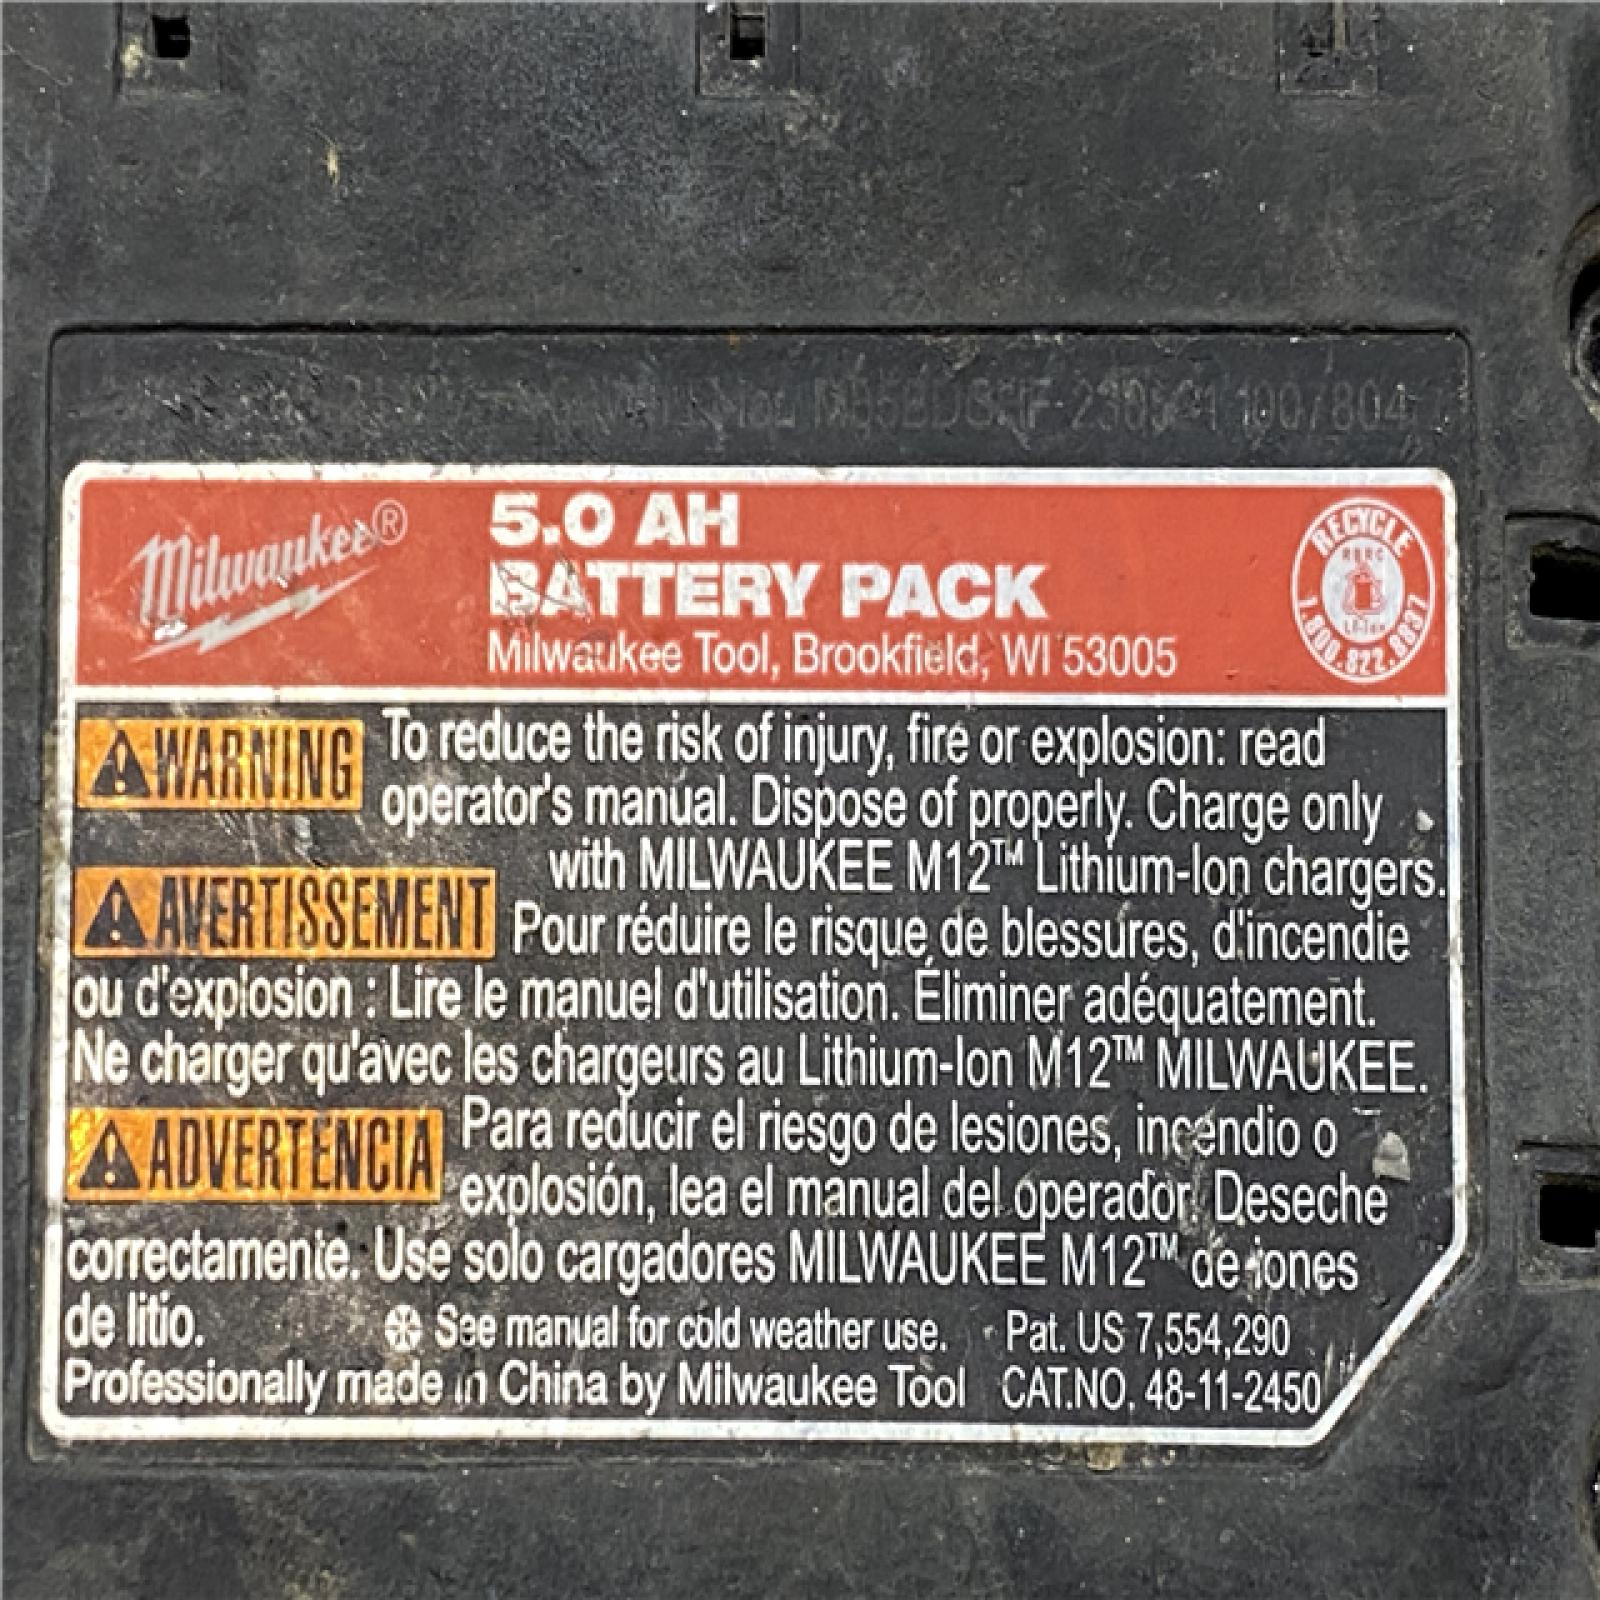 Milwaukee®
5.0 AH
BATTERY PACK
Milwaukee Tool, Brookfield, WI 53005
RECYCLE
RBRC
Li-Ion
1.800.822.8837
⚠WARNING To reduce the risk of injury, fire or explosion: read
operator's manual. Dispose of properly. Charge only
with MILWAUKEE M12™ Lithium-Ion chargers.
⚠AVERTISSEMENT Pour réduire le risque de blessures, d'incendie
ou d'explosion : Lire le manuel d'utilisation. Éliminer adéquatement.
Ne charger qu'avec les chargeurs au Lithium-Ion M12™ MILWAUKEE.
⚠ADVERTENCIA Para reducir el riesgo de lesiones, incendio o
explosión, lea el manual del operador. Deseche
correctamente. Use solo cargadores MILWAUKEE M12™ de iones
de litio. See manual for cold weather use. Pat. US 7,554,290
Professionally made in China by Milwaukee Tool CAT.NO. 48-11-2450